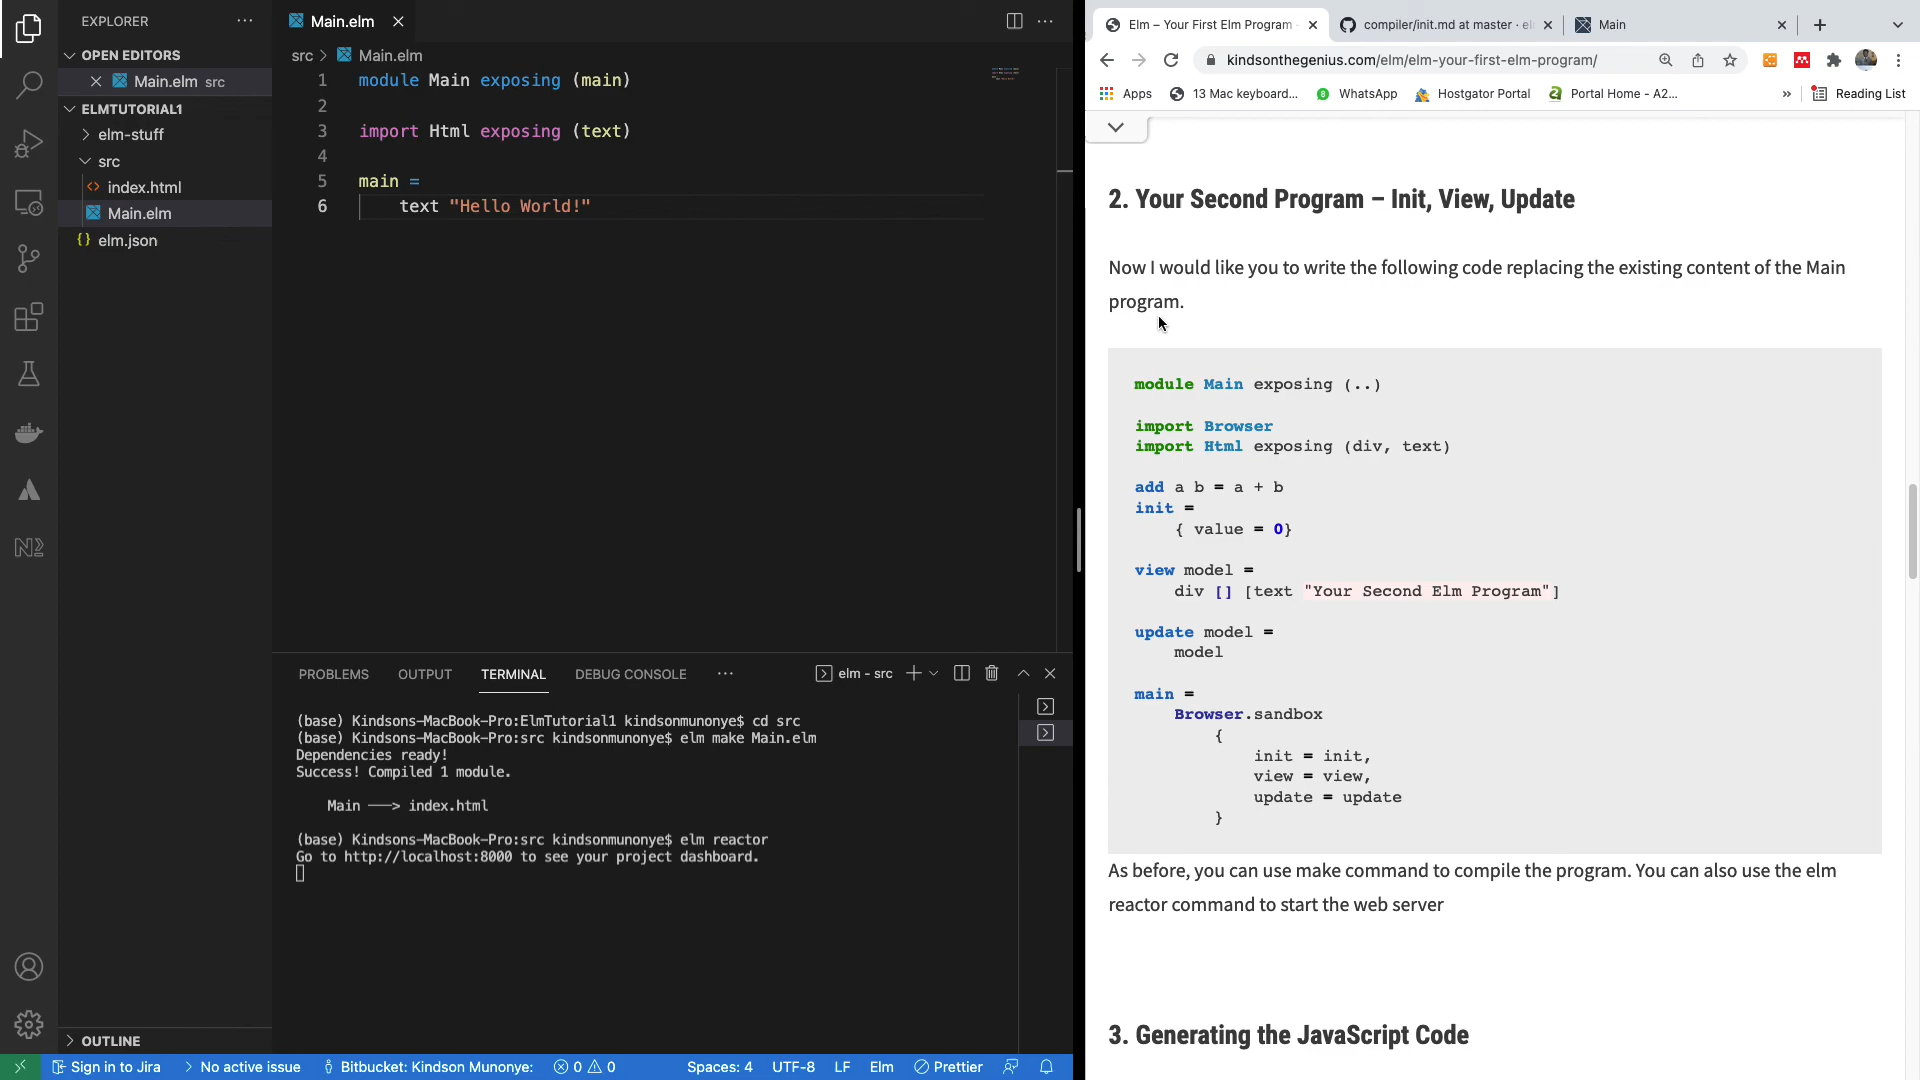 EXPLORER
OPEN EDITORS
Main.elm src
ELMTUTORIAL1
elm-stuff
src
index.html
Main.elm
elm.json
OUTLINE
Main.elm
src > Main.elm
1 module Main exposing (main)
2
3 import Html exposing (text)
4
5 main =
6 text "Hello World!"
PROBLEMS OUTPUT TERMINAL DEBUG CONSOLE ... elm - src
(base) Kindsons-MacBook-Pro:ElmTutorial1 kindsonmunonye$ cd src
(base) Kindsons-MacBook-Pro:src kindsonmunonye$ elm make Main.elm
Dependencies ready!
Success! Compiled 1 module.
Main ———> index.html
(base) Kindsons-MacBook-Pro:src kindsonmunonye$ elm reactor
Go to http://localhost:8000 to see your project dashboard.
Sign in to Jira No active issue Bitbucket: Kindson Munonye: 0 0 Spaces: 4 UTF-8 LF Elm Prettier
Elm – Your First Elm Program compiler/init.md at master · Main
kindsonthegenius.com/elm/elm-your-first-elm-program/
Apps 13 Mac keyboard... WhatsApp Hostgator Portal Portal Home - A2... » Reading List
2. Your Second Program – Init, View, Update
Now I would like you to write the following code replacing the existing content of the Main
program.
module Main exposing (..)
import Browser
import Html exposing (div, text)
add a b = a + b
init =
{ value = 0}
view model =
div [] [text "Your Second Elm Program"]
update model =
model
main =
Browser.sandbox
{
init = init,
view = view,
update = update
}
As before, you can use make command to compile the program. You can also use the elm
reactor command to start the web server
3. Generating the JavaScript Code